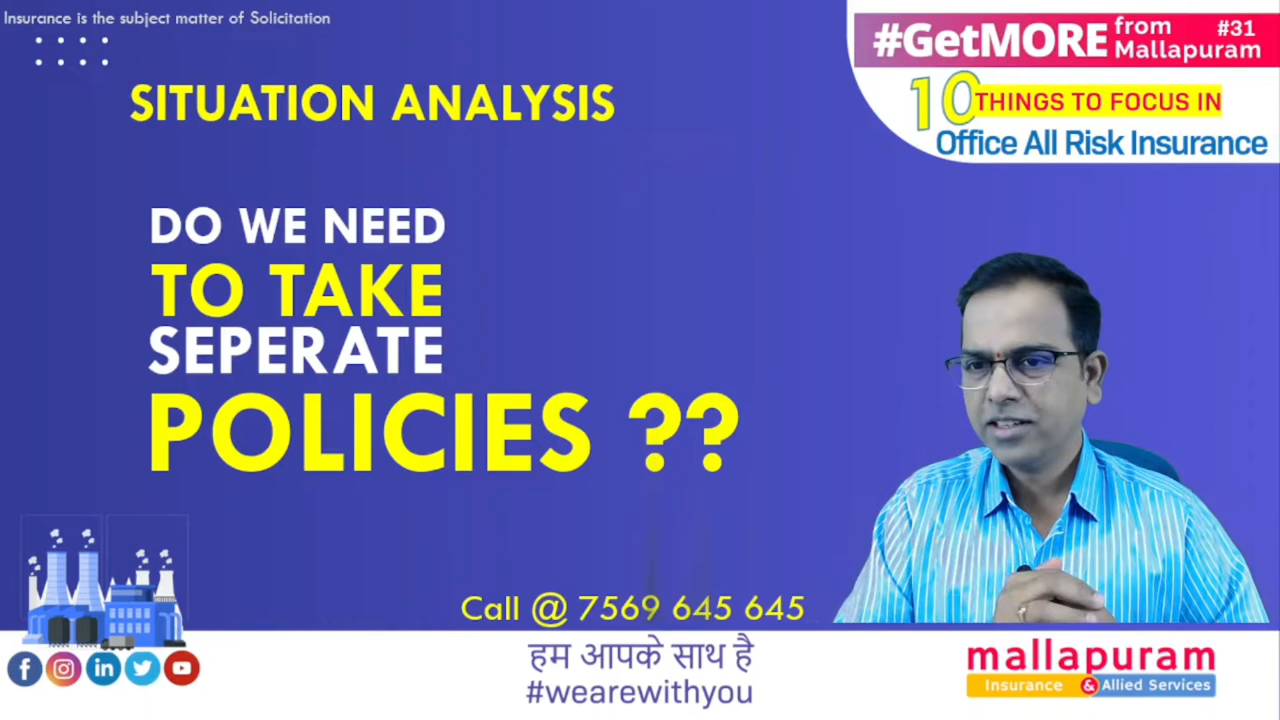 Insurance is the subject matter of Solicitation
#GetMORE from Mallapuram #31
10 THINGS TO FOCUS IN
Office All Risk Insurance
SITUATION ANALYSIS
DO WE NEED
TO TAKE
SEPERATE
POLICIES ??
Call @ 7569 645 645
हम आपके साथ है
#wearewithyou
mallapuram
Insurance & Allied Services